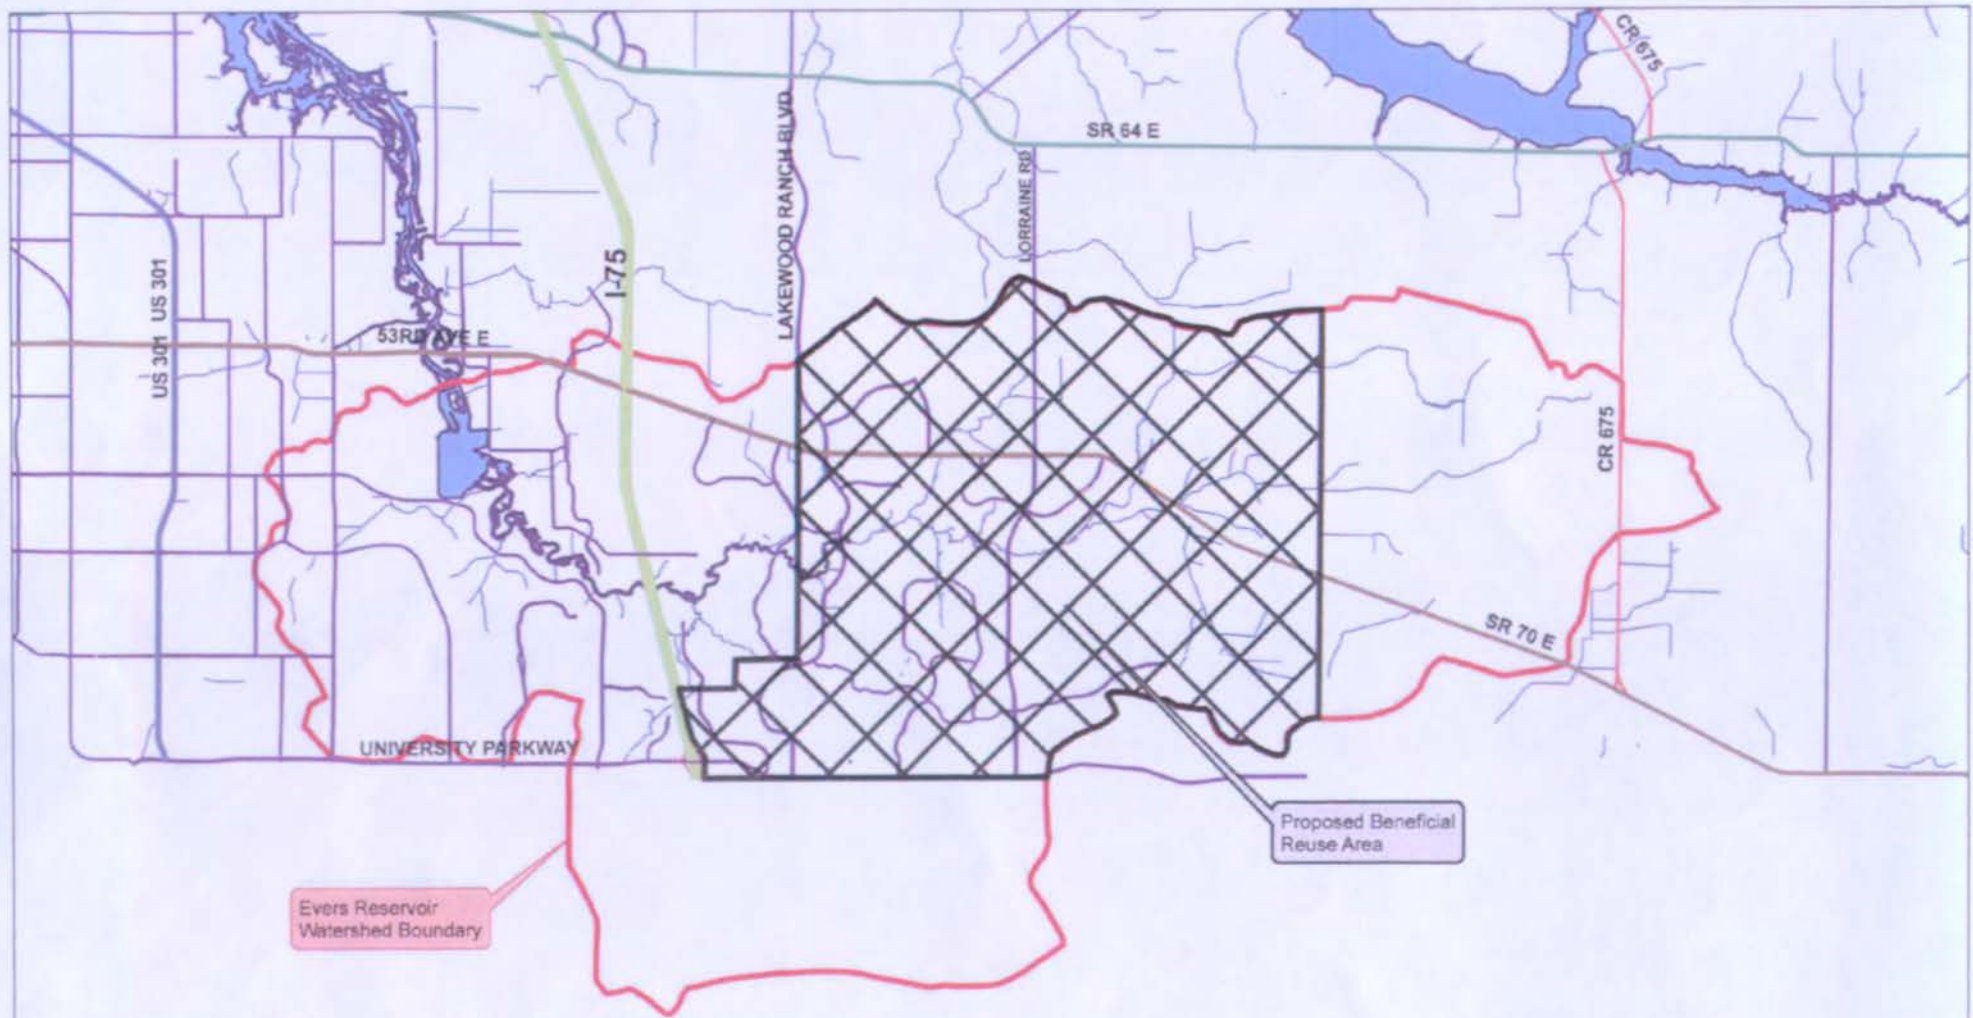 CR 675
LAKEWOOD RANCH BLVD
SR 64 E
LORRAINE RD
US 301
US 301
I-75
53RD AVE E
CR 675
SR 70 E
UNIVERSITY PARKWAY
Proposed Beneficial
Reuse Area
Evers Reservoir
Watershed Boundary